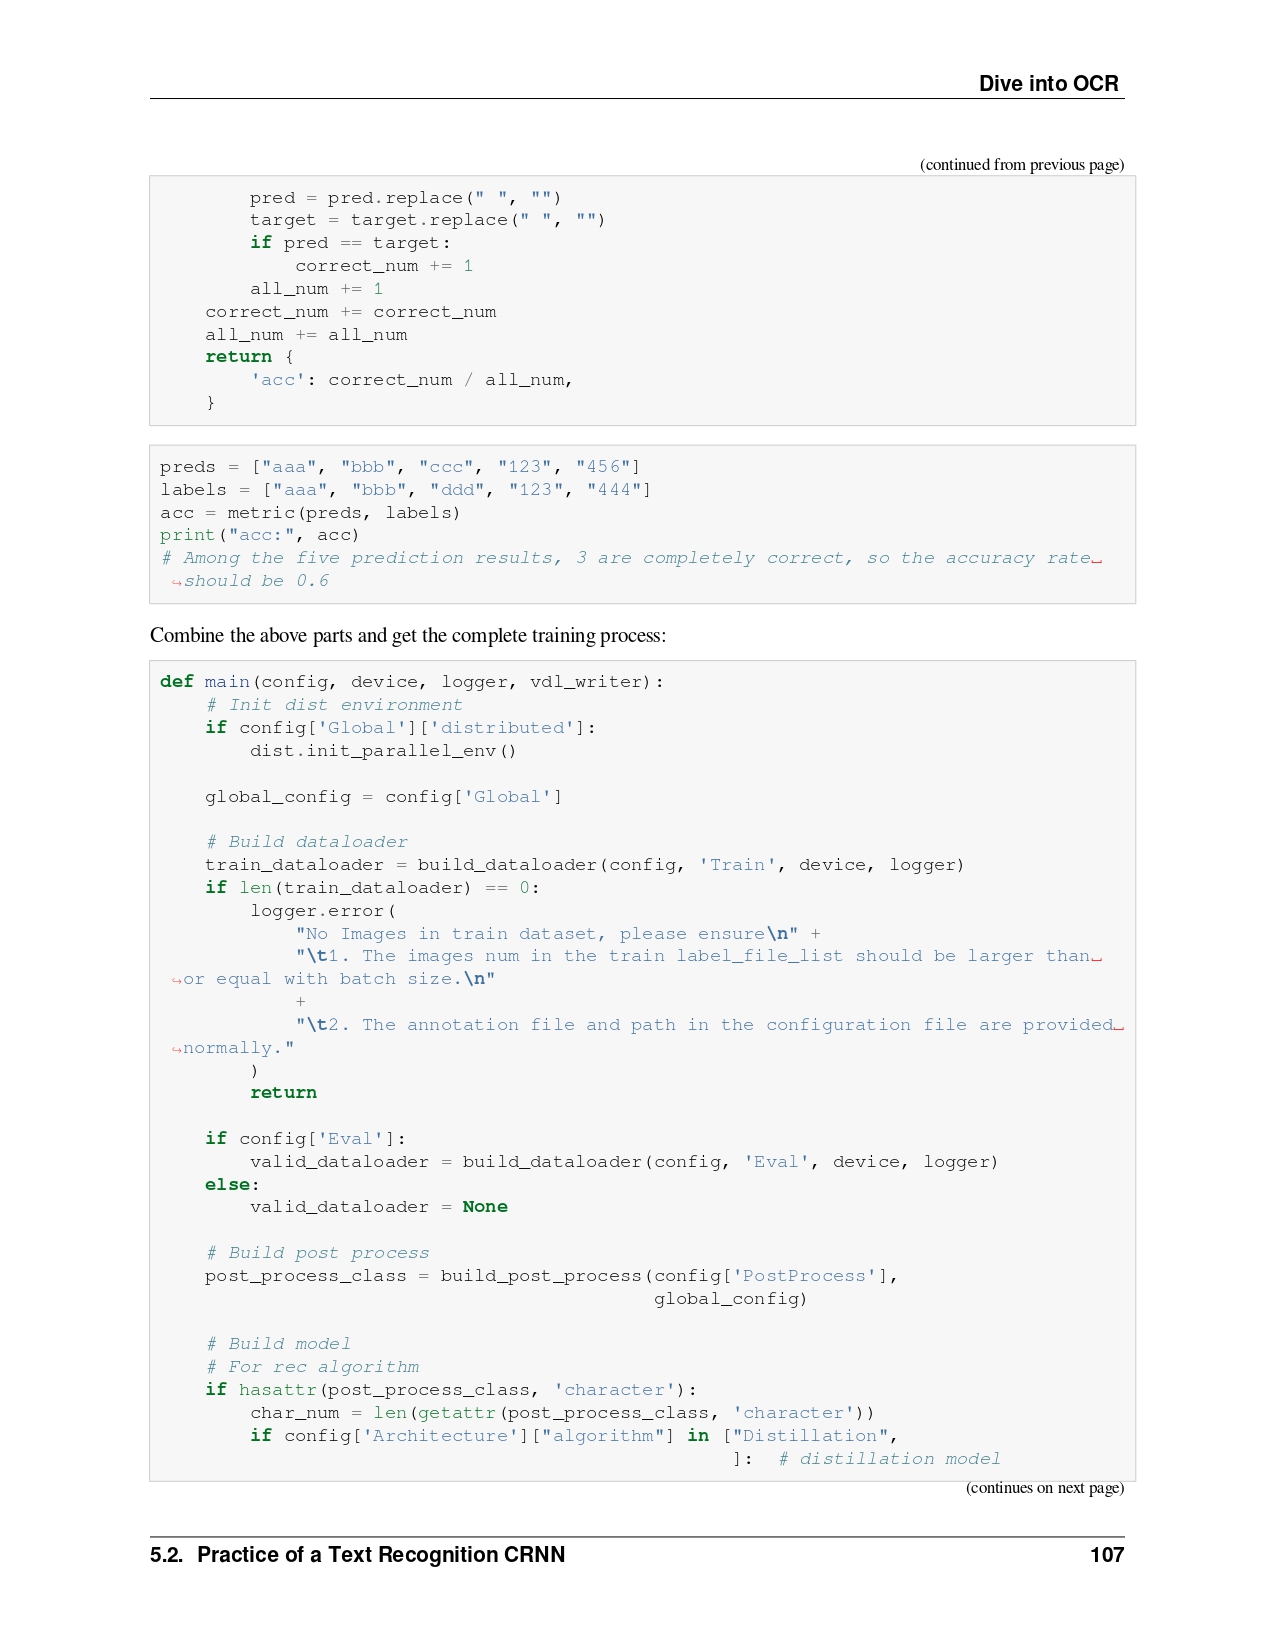 Dive into OCR
(continued from previous page)
        pred = pred.replace(" ", "")
        target = target.replace(" ", "")
        if pred == target:
            correct_num += 1
        all_num += 1
    correct_num += correct_num
    all_num += all_num
    return {
        'acc': correct_num / all_num,
    }
preds = ["aaa", "bbb", "ccc", "123", "456"]
labels = ["aaa", "bbb", "ddd", "123", "444"]
acc = metric(preds, labels)
print("acc:", acc)
# Among the five prediction results, 3 are completely correct, so the accuracy rate␣
↪should be 0.6
Combine the above parts and get the complete training process:
def main(config, device, logger, vdl_writer):
    # Init dist environment
    if config['Global']['distributed']:
        dist.init_parallel_env()
    global_config = config['Global']
    # Build dataloader
    train_dataloader = build_dataloader(config, 'Train', device, logger)
    if len(train_dataloader) == 0:
        logger.error(
            "No Images in train dataset, please ensure\n" +
            "\t1. The images num in the train label_file_list should be larger than␣
↪or equal with batch size.\n"
            +
            "\t2. The annotation file and path in the configuration file are provided␣
↪normally."
        )
        return
    if config['Eval']:
        valid_dataloader = build_dataloader(config, 'Eval', device, logger)
    else:
        valid_dataloader = None
    # Build post process
    post_process_class = build_post_process(config['PostProcess'],
                                            global_config)
    # Build model
    # For rec algorithm
    if hasattr(post_process_class, 'character'):
        char_num = len(getattr(post_process_class, 'character'))
        if config['Architecture']["algorithm"] in ["Distillation",
                                                   ]:  # distillation model
(continues on next page)
5.2. Practice of a Text Recognition CRNN 107